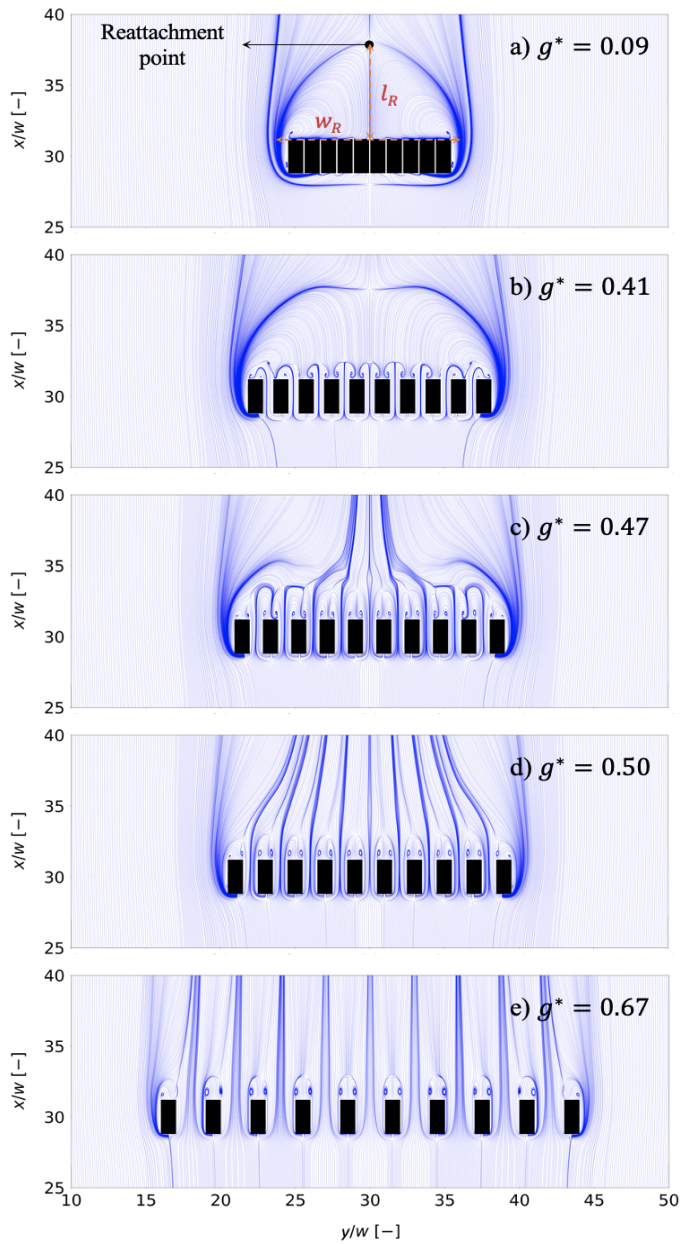 40
Reattachment
point
a) g* = 0.09
35
x/w [–]
l_R
w_R
30
25
40
b) g* = 0.41
35
x/w [–]
30
25
40
c) g* = 0.47
35
x/w [–]
30
25
40
d) g* = 0.50
35
x/w [–]
30
25
40
e) g* = 0.67
35
x/w [–]
30
25
10 15 20 25 30 35 40 45 50
y/w [–]